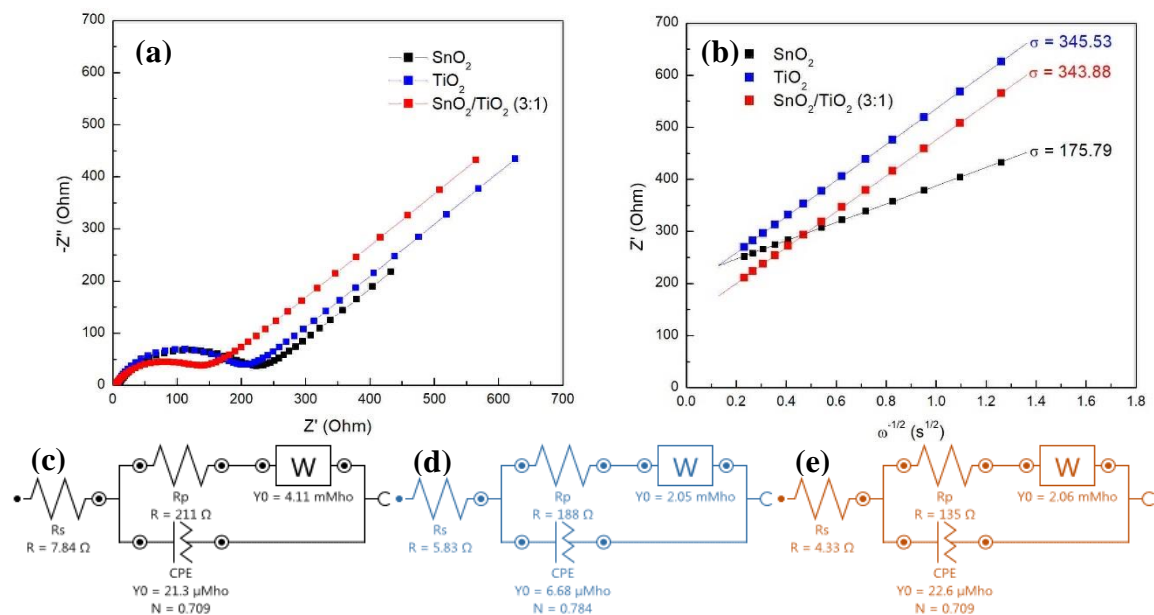 (a)
700
600
500
400
300
200
100
0
0 100 200 300 400 500 600 700
-Z'' (Ohm)
Z' (Ohm)
SnO₂
TiO₂
SnO₂/TiO₂ (3:1)
(b)
700
600
500
400
300
200
100
0
0.0 0.2 0.4 0.6 0.8 1.0 1.2 1.4 1.6 1.8
Z' (Ohm)
ω⁻¹/² (s¹/²)
SnO₂
TiO₂
SnO₂/TiO₂ (3:1)
σ = 345.53
σ = 343.88
σ = 175.79
(c)
W
Rp
R = 211 Ω
Y0 = 4.11 mMho
Rs
R = 7.84 Ω
CPE
Y0 = 21.3 µMho
N = 0.709
(d)
W
Rp
R = 188 Ω
Y0 = 2.05 mMho
Rs
R = 5.83 Ω
CPE
Y0 = 6.68 µMho
N = 0.784
(e)
W
Rp
R = 135 Ω
Y0 = 2.06 mMho
Rs
R = 4.33 Ω
CPE
Y0 = 22.6 µMho
N = 0.709